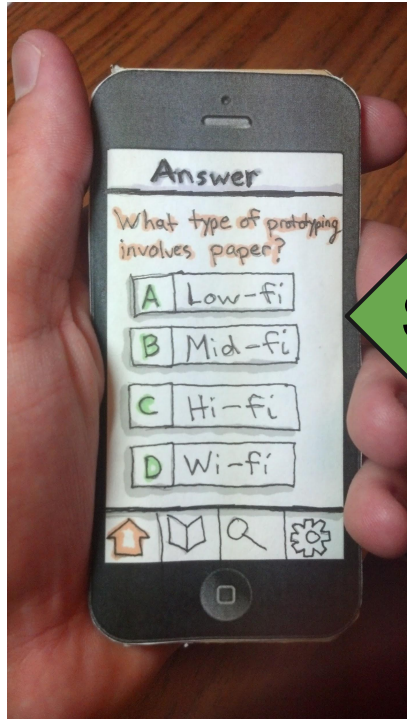 Answer
What type of prototyping
involves paper?
A Low-fi
B Mid-fi
C Hi-fi
D Wi-fi